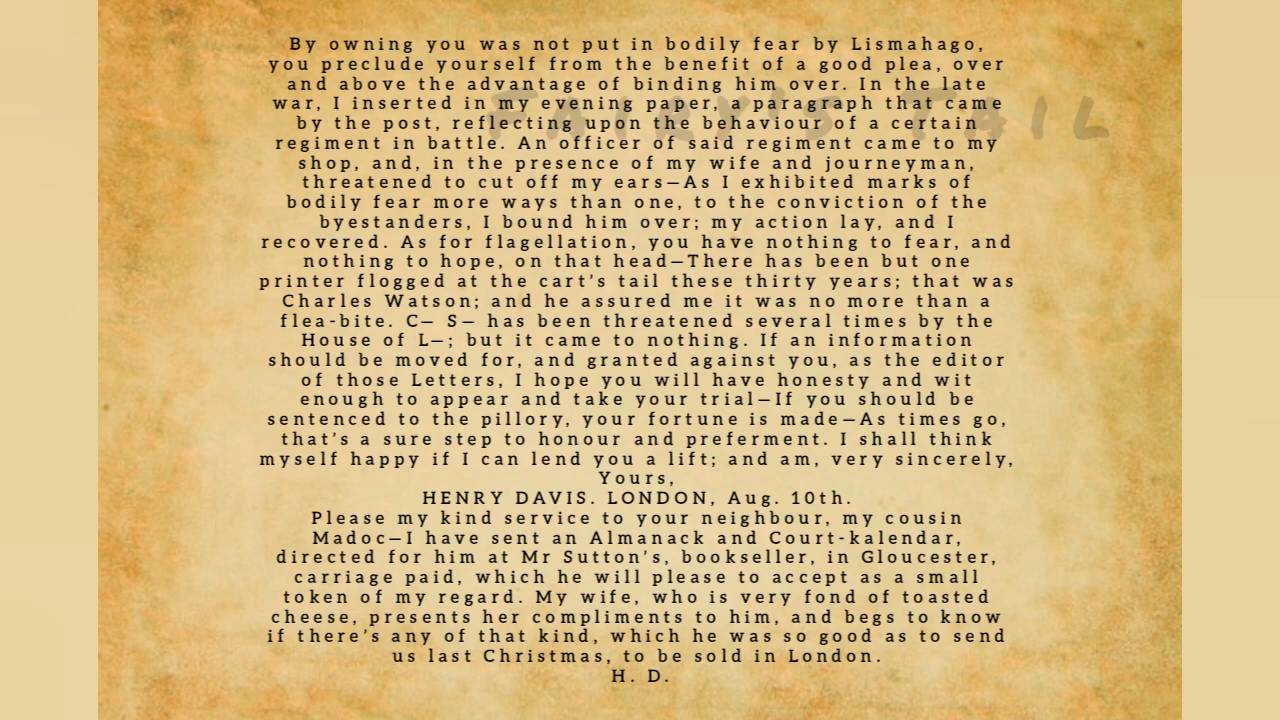 By owning you was not put in bodily fear by Lismahago,
you preclude yourself from the benefit of a good plea, over
and above the advantage of binding him over. In the late
war, I inserted in my evening paper, a paragraph that came
by the post, reflecting upon the behaviour of a certain
regiment in battle. An officer of said regiment came to my
shop, and, in the presence of my wife and journeyman,
threatened to cut off my ears—As I exhibited marks of
bodily fear more ways than one, to the conviction of the
byestanders, I bound him over; my action lay, and I
recovered. As for flagellation, you have nothing to fear, and
nothing to hope, on that head—There has been but one
printer flogged at the cart's tail these thirty years; that was
Charles Watson; and he assured me it was no more than a
flea-bite. C— S— has been threatened several times by the
House of L—; but it came to nothing. If an information
should be moved for, and granted against you, as the editor
of those Letters, I hope you will have honesty and wit
enough to appear and take your trial—If you should be
sentenced to the pillory, your fortune is made—As times go,
that's a sure step to honour and preferment. I shall think
myself happy if I can lend you a lift; and am, very sincerely,
Yours,
HENRY DAVIS. LONDON, Aug. 10th.
Please my kind service to your neighbour, my cousin
Madoc—I have sent an Almanack and Court-kalendar,
directed for him at Mr Sutton's, bookseller, in Gloucester,
carriage paid, which he will please to accept as a small
token of my regard. My wife, who is very fond of toasted
cheese, presents her compliments to him, and begs to know
if there's any of that kind, which he was so good as to send
us last Christmas, to be sold in London.
H. D.
FAIRY'S TAIL